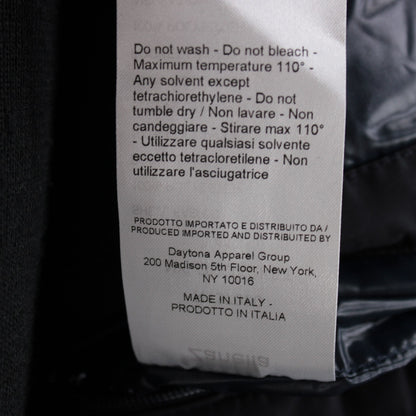 Do not wash - Do not bleach -
Maximum temperature 110° -
Any solvent except
tetrachiorethylene - Do not
tumble dry / Non lavare - Non
candeggiare - Stirare max 110°
- Utilizzare qualsiasi solvente
eccetto tetracloretilene - Non
utilizzare l'asciugatrice
PRODOTTO IMPORTATO E DISTRIBUITO DA /
PRODUCED IMPORTED AND DISTRIBUTED BY
Daytona Apparel Group
200 Madison 5th Floor, New York,
NY 10016
MADE IN ITALY -
PRODOTTO IN ITALIA
Zanella